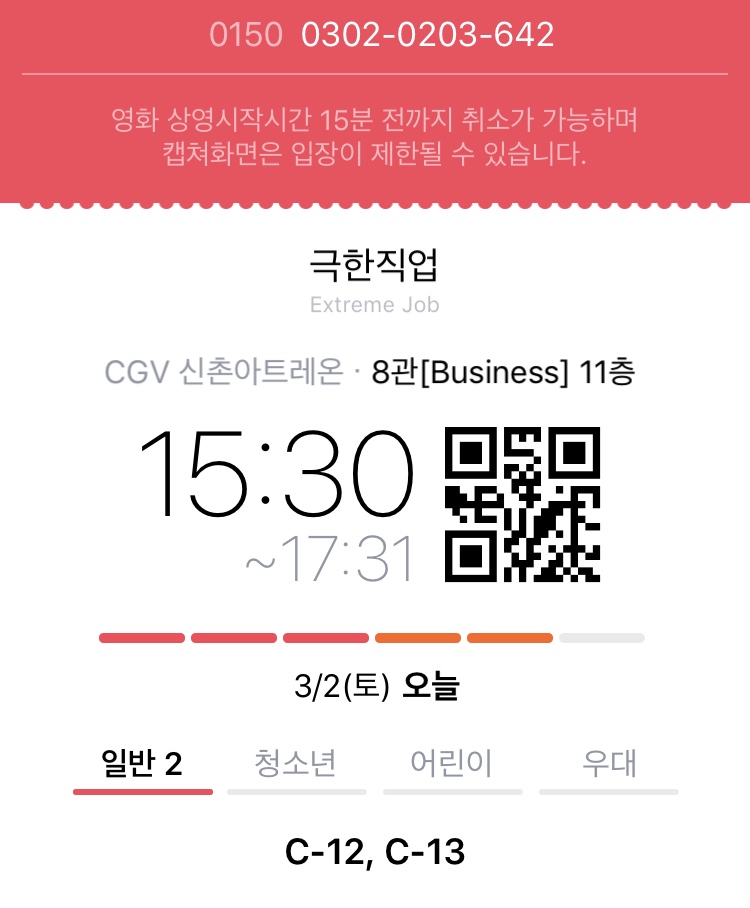 0150 0302-0203-642
영화 상영시작시간 15분 전까지 취소가 가능하며
캡쳐화면은 입장이 제한될 수 있습니다.
극한직업
Extreme Job
CGV 신촌아트레온 · 8관[Business] 11층
15:30
~17:31
3/2(토) 오늘
일반 2 청소년 어린이 우대
C-12, C-13